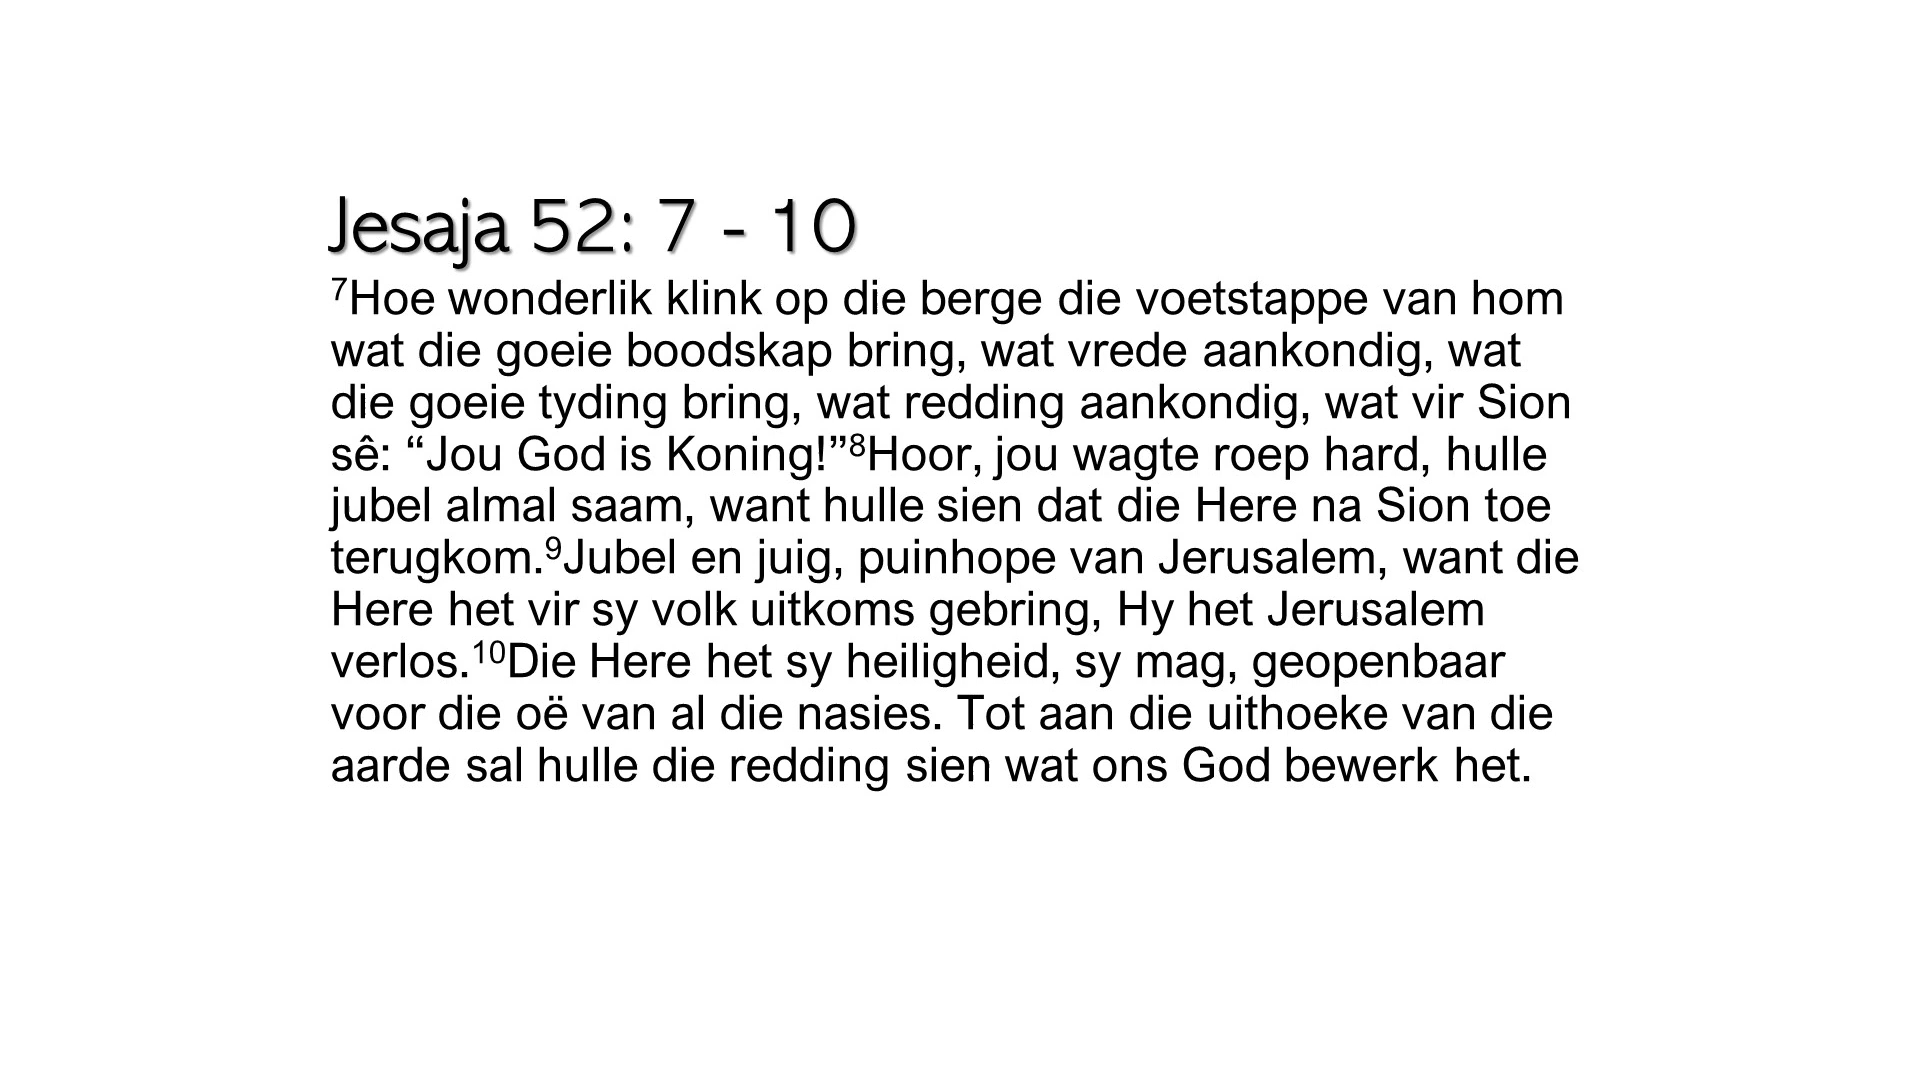 Jesaja 52: 7 - 10
⁷Hoe wonderlik klink op die berge die voetstappe van hom
wat die goeie boodskap bring, wat vrede aankondig, wat
die goeie tyding bring, wat redding aankondig, wat vir Sion
sê: “Jou God is Koning!”⁸Hoor, jou wagte roep hard, hulle
jubel almal saam, want hulle sien dat die Here na Sion toe
terugkom.⁹Jubel en juig, puinhope van Jerusalem, want die
Here het vir sy volk uitkoms gebring, Hy het Jerusalem
verlos.¹⁰Die Here het sy heiligheid, sy mag, geopenbaar
voor die oë van al die nasies. Tot aan die uithoeke van die
aarde sal hulle die redding sien wat ons God bewerk het.